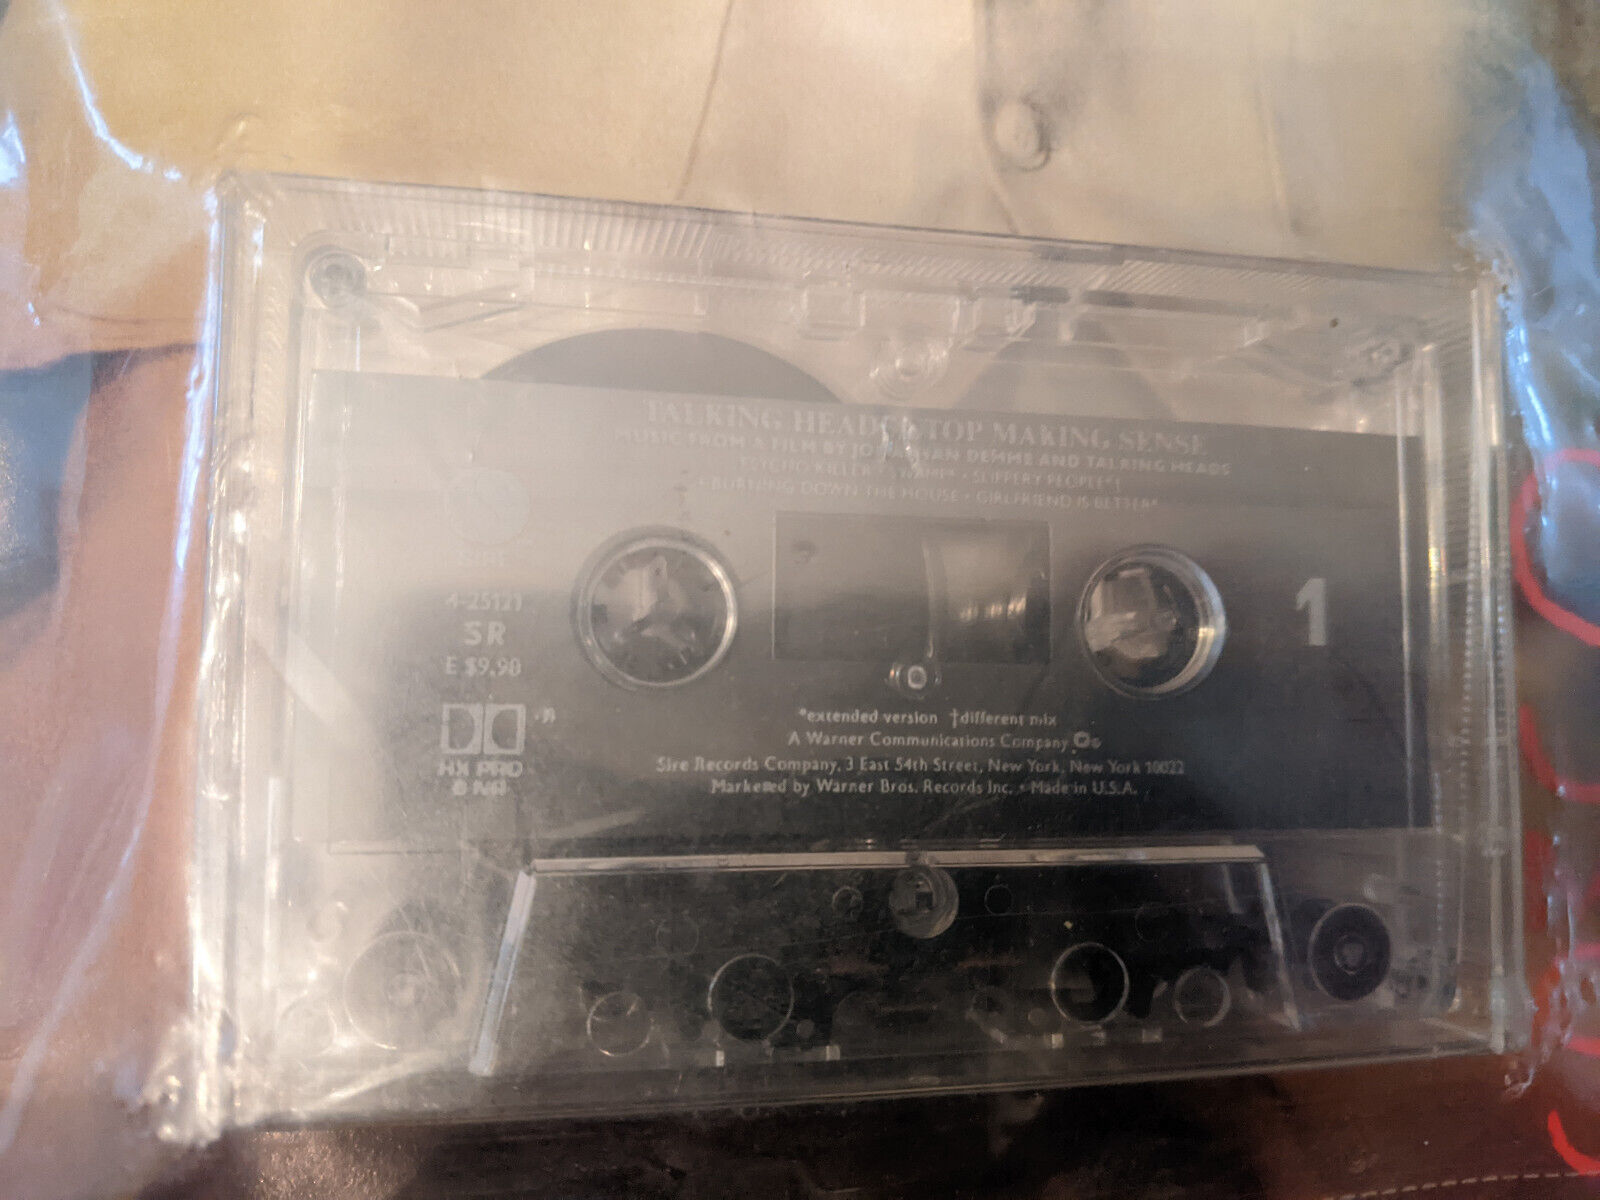 TALKING HEADS STOP MAKING SENSE
MUSIC FROM A FILM BY JONATHAN DEMME AND TALKING HEADS
PSYCHO KILLER • SWAMP* • SLIPPERY PEOPLE*†
• BURNING DOWN THE HOUSE • GIRLFRIEND IS BETTER*
SIRE
4-25121
SR
E $9.98
HX PRO
1
*extended version †different mix
A Warner Communications Company
Sire Records Company, 3 East 54th Street, New York, New York 10022
Marketed by Warner Bros. Records Inc. • Made in U.S.A.